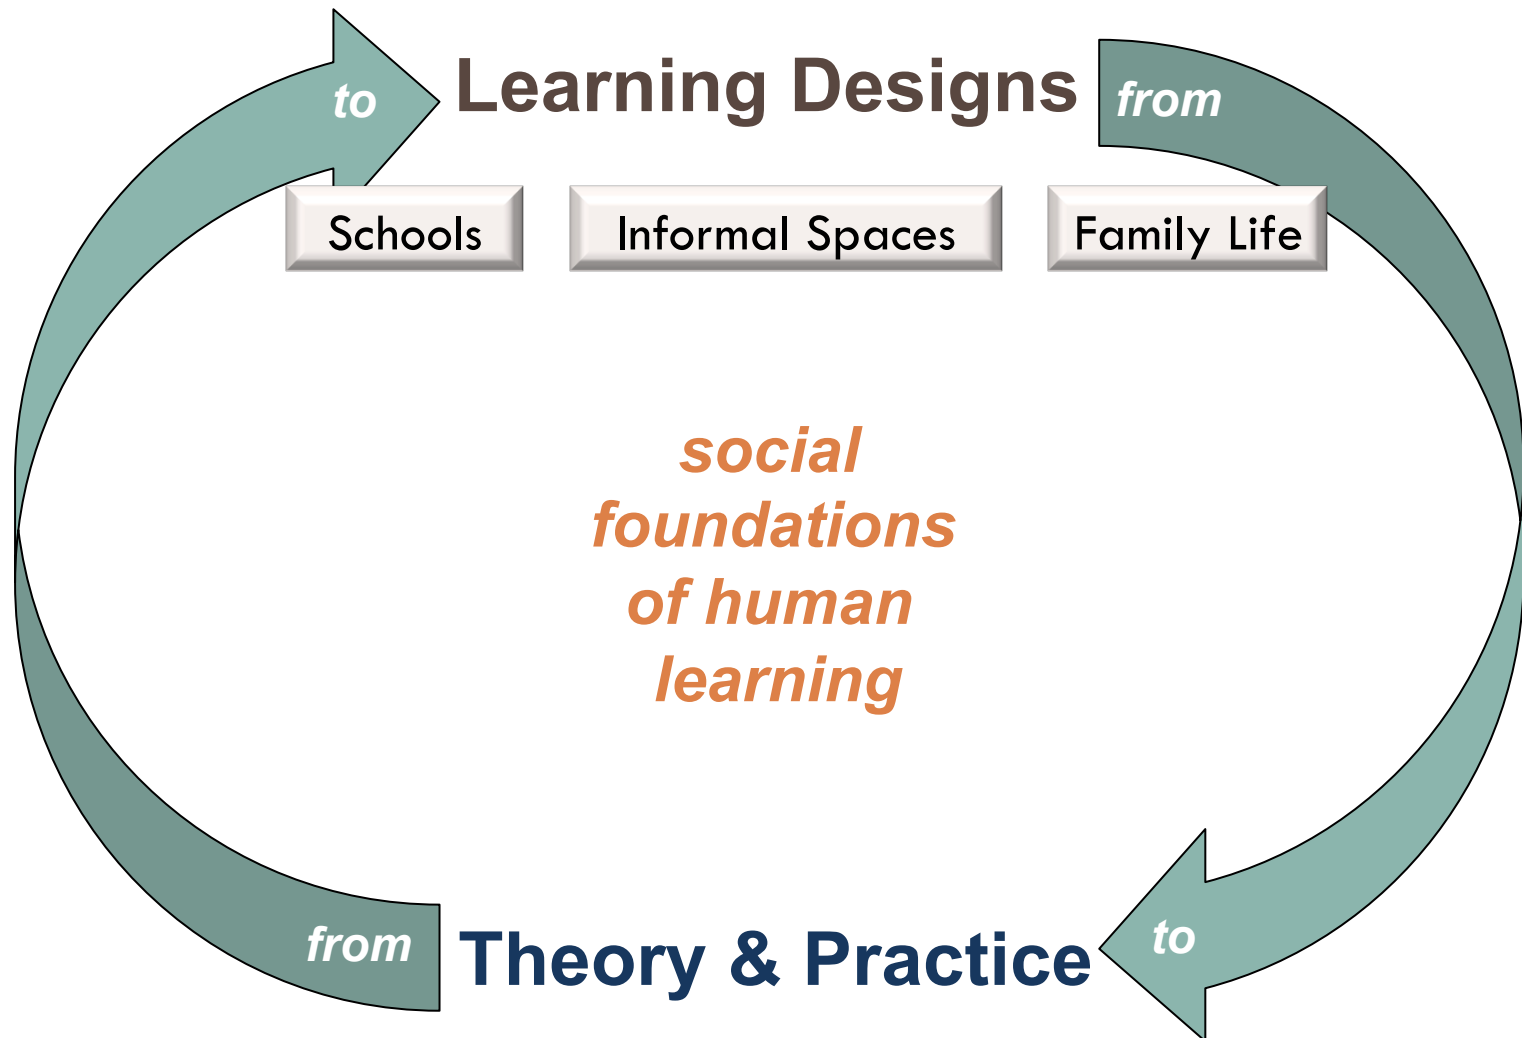 to Learning Designs from
Schools Informal Spaces Family Life
social
foundations
of human
learning
from Theory & Practice to